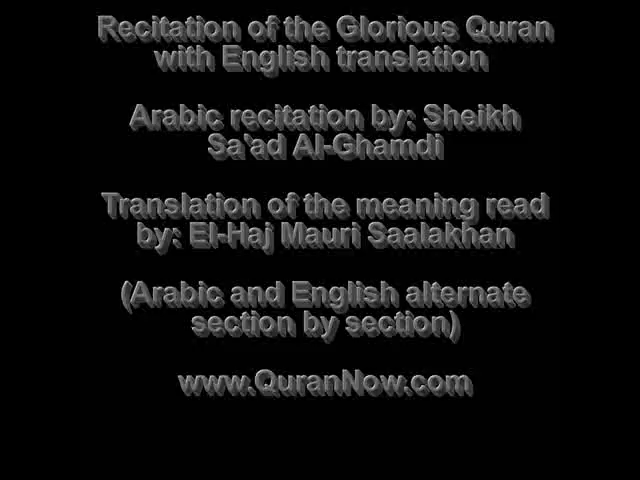 Recitation of the Glorious Quran
with English translation
Arabic recitation by: Sheikh
Sa`ad Al-Ghamdi
Translation of the meaning read
by: El-Haj Mauri Saalakhan
(Arabic and English alternate
section by section)
www.QuranNow.com